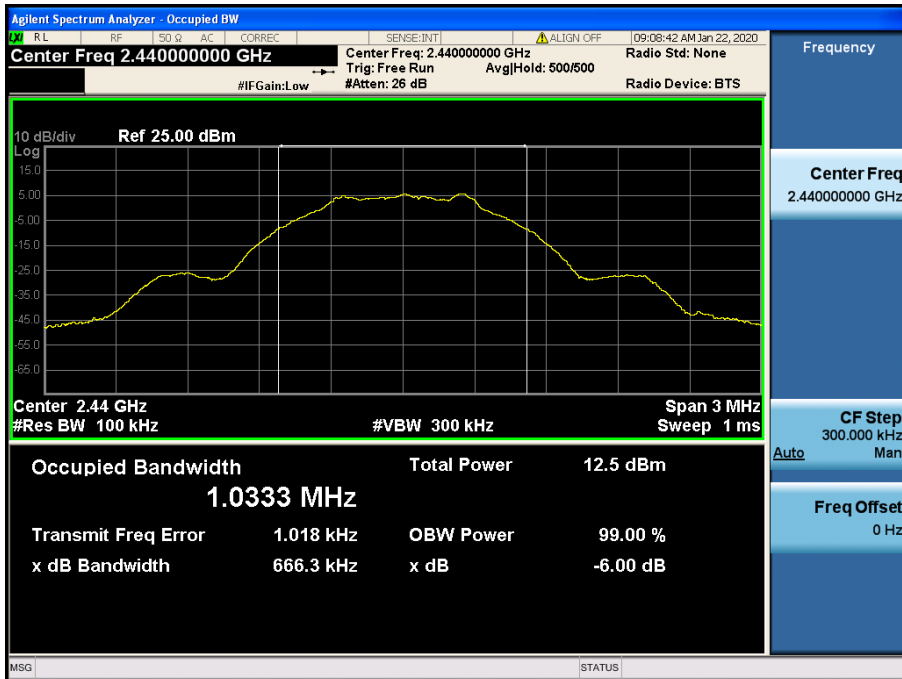 Agilent Spectrum Analyzer - Occupied BW
LXI RL RF 50 Ω AC CORREC SENSE:INT ALIGN OFF 09:08:42 AM Jan 22, 2020
Center Freq 2.440000000 GHz
Center Freq: 2.440000000 GHz
Radio Std: None
Trig: Free Run Avg|Hold: 500/500
#IFGain:Low
#Atten: 26 dB
Radio Device: BTS
10 dB/div Ref 25.00 dBm
Log
15.0
5.00
-5.00
-15.0
-25.0
-35.0
-45.0
-55.0
-65.0
Center 2.44 GHz Span 3 MHz
#Res BW 100 kHz #VBW 300 kHz Sweep 1 ms
Occupied Bandwidth Total Power 12.5 dBm
1.0333 MHz
Transmit Freq Error 1.018 kHz OBW Power 99.00 %
x dB Bandwidth 666.3 kHz x dB -6.00 dB
MSG STATUS
Frequency
Center Freq
2.440000000 GHz
CF Step
300.000 kHz
Auto Man
Freq Offset
0 Hz